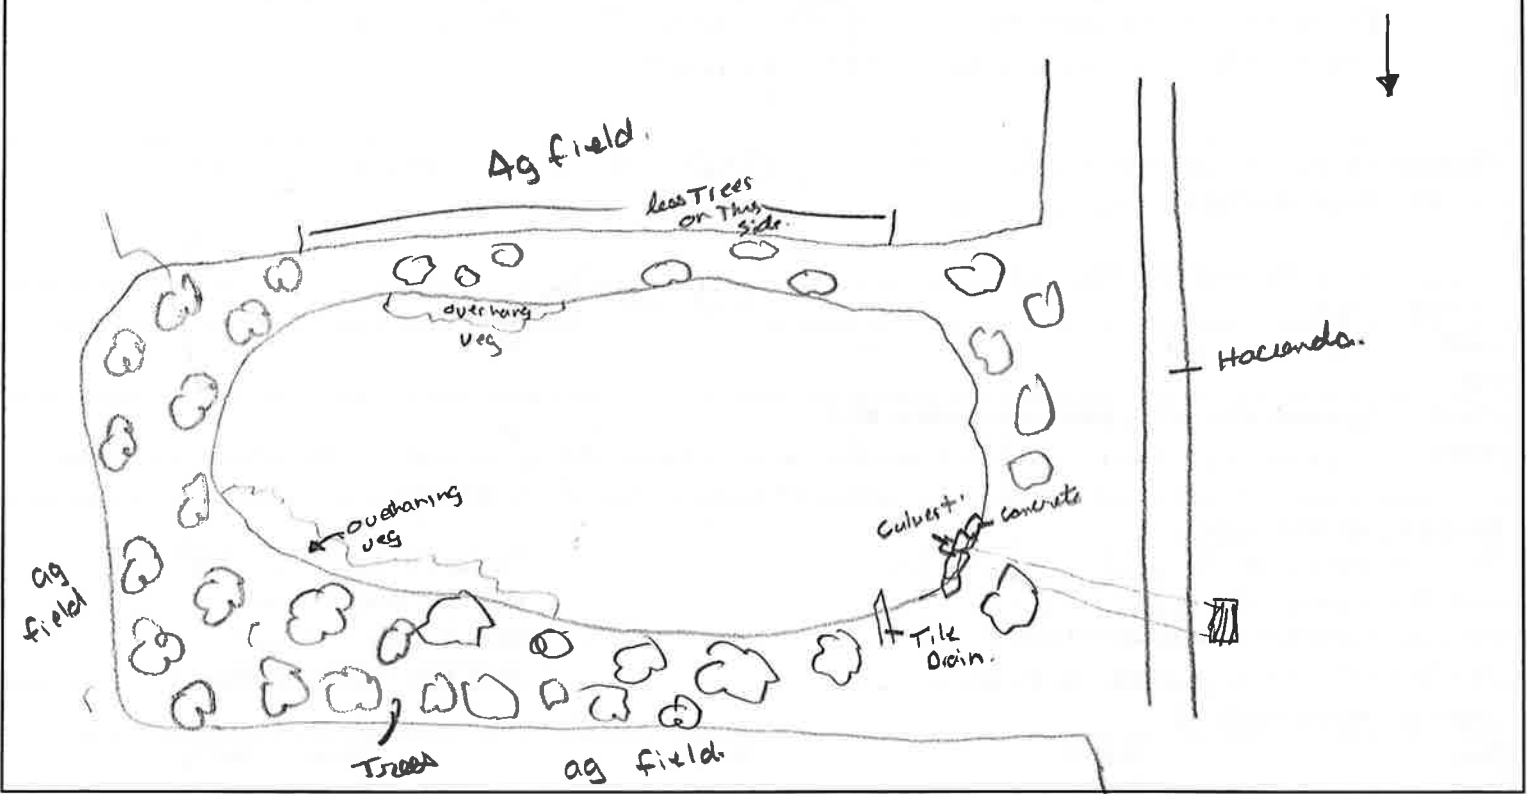 Ag field.
less Trees
on This
side.
overhang
veg
Hacienda.
overhaning
veg
Culvert
concrete
ag
field
Tile
Drain.
Trees
ag field.